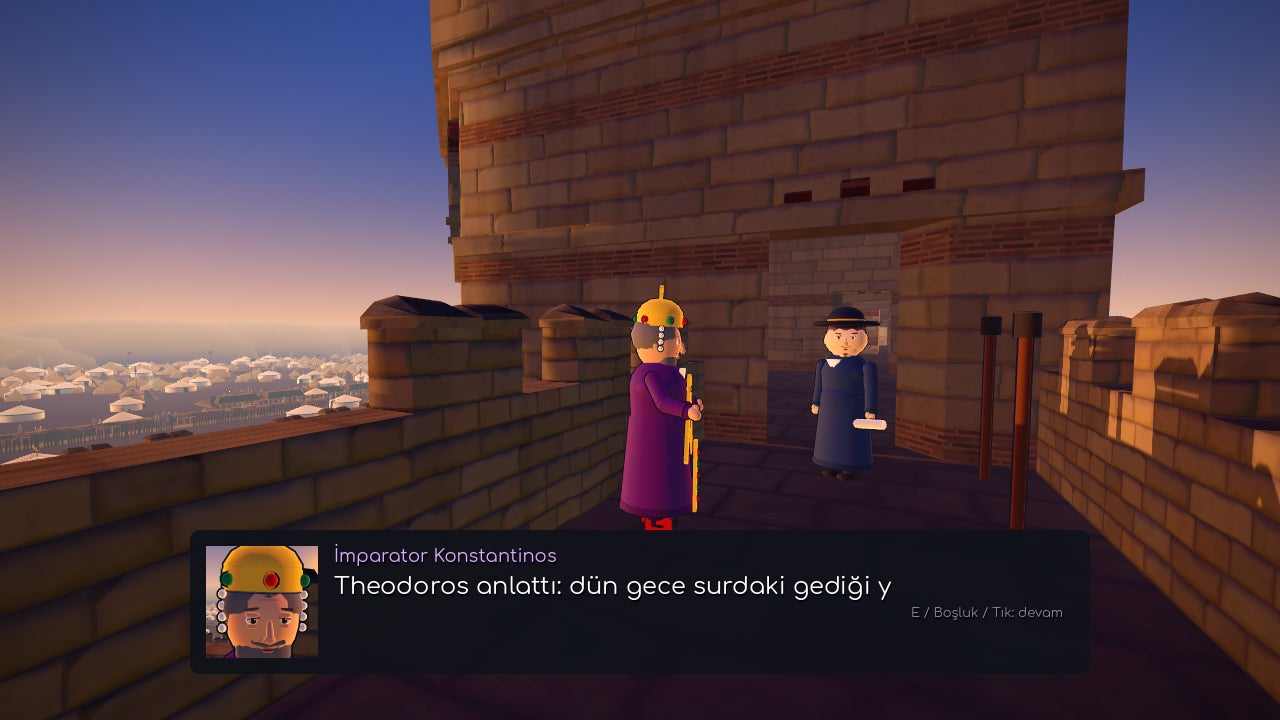 İmparator Konstantinos
Theodoros anlattı: dün gece surdaki gediği y
E / Boşluk / Tık: devam